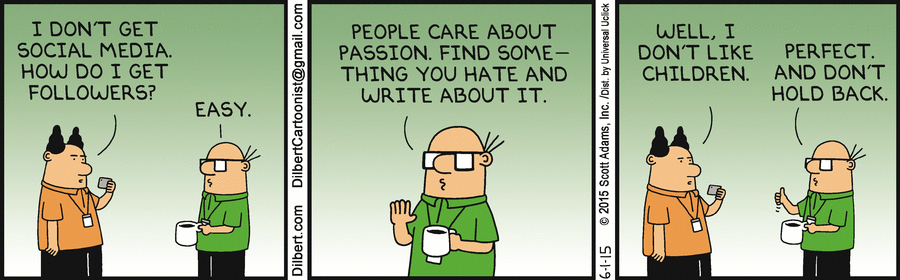 I DON'T GET
SOCIAL MEDIA.
HOW DO I GET
FOLLOWERS?
EASY.
Dilbert.com DilbertCartoonist@gmail.com
PEOPLE CARE ABOUT
PASSION. FIND SOME—
THING YOU HATE AND
WRITE ABOUT IT.
6-1-15 © 2015 Scott Adams, Inc. /Dist. by Universal Uclick
WELL, I
DON'T LIKE
CHILDREN.
PERFECT.
AND DON'T
HOLD BACK.